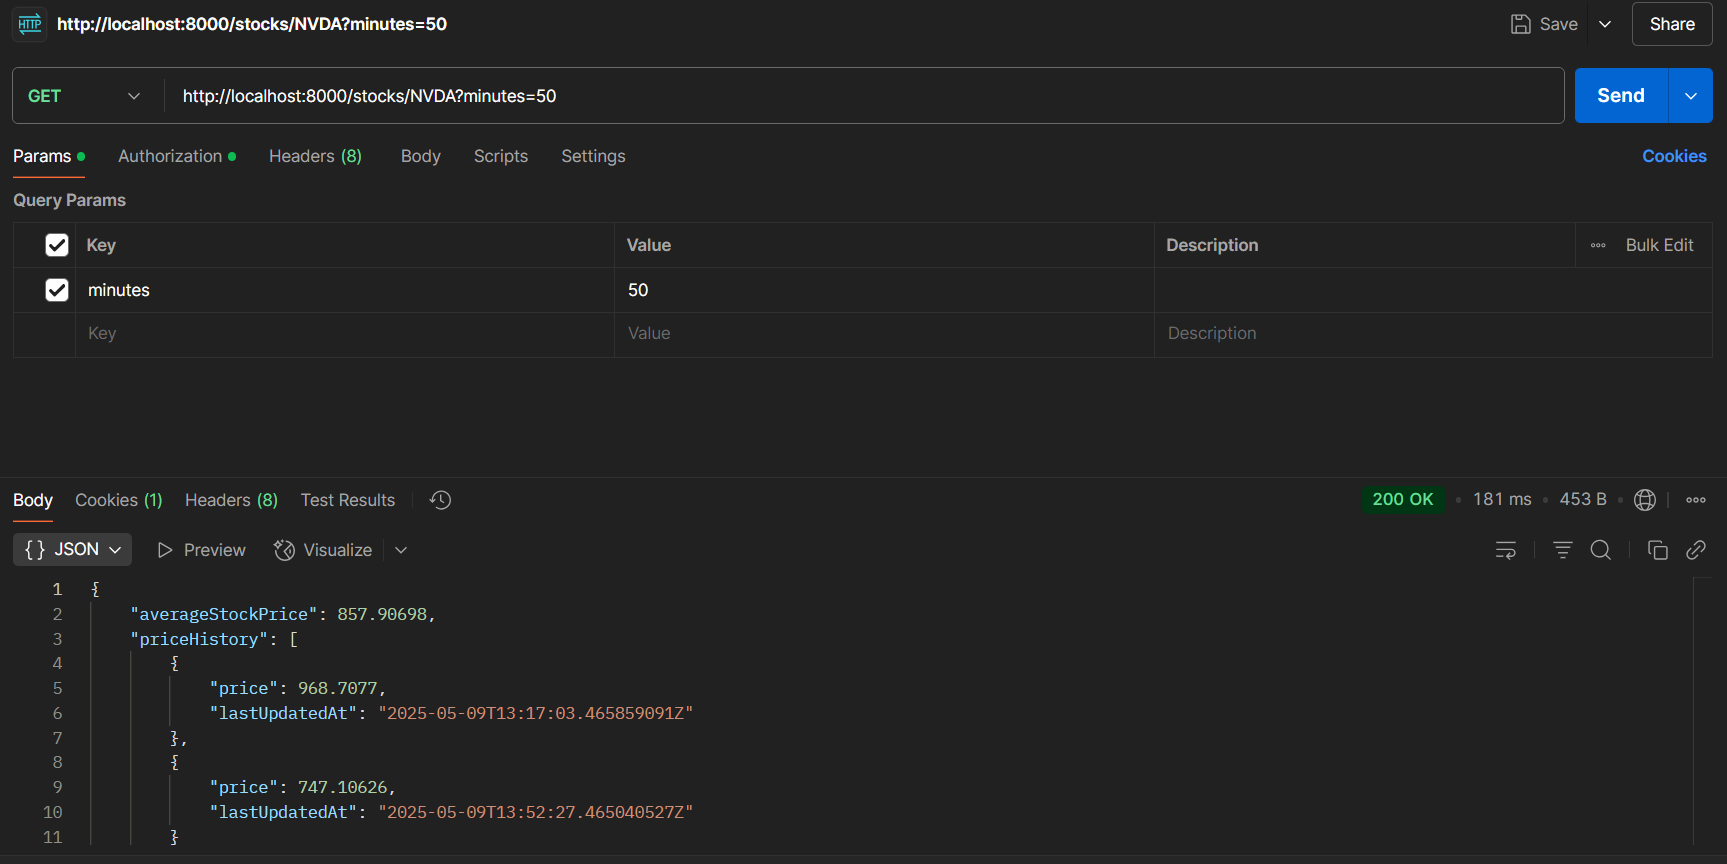 HTTP http://localhost:8000/stocks/NVDA?minutes=50 Save Share
GET http://localhost:8000/stocks/NVDA?minutes=50 Send
Params Authorization Headers (8) Body Scripts Settings Cookies
Query Params
Key Value Description Bulk Edit
minutes 50
Key Value Description
Body Cookies (1) Headers (8) Test Results 200 OK 181 ms 453 B
{} JSON Preview Visualize
1 {
2 "averageStockPrice": 857.90698,
3 "priceHistory": [
4 {
5 "price": 968.7077,
6 "lastUpdatedAt": "2025-05-09T13:17:03.465859091Z"
7 },
8 {
9 "price": 747.10626,
10 "lastUpdatedAt": "2025-05-09T13:52:27.465040527Z"
11 }